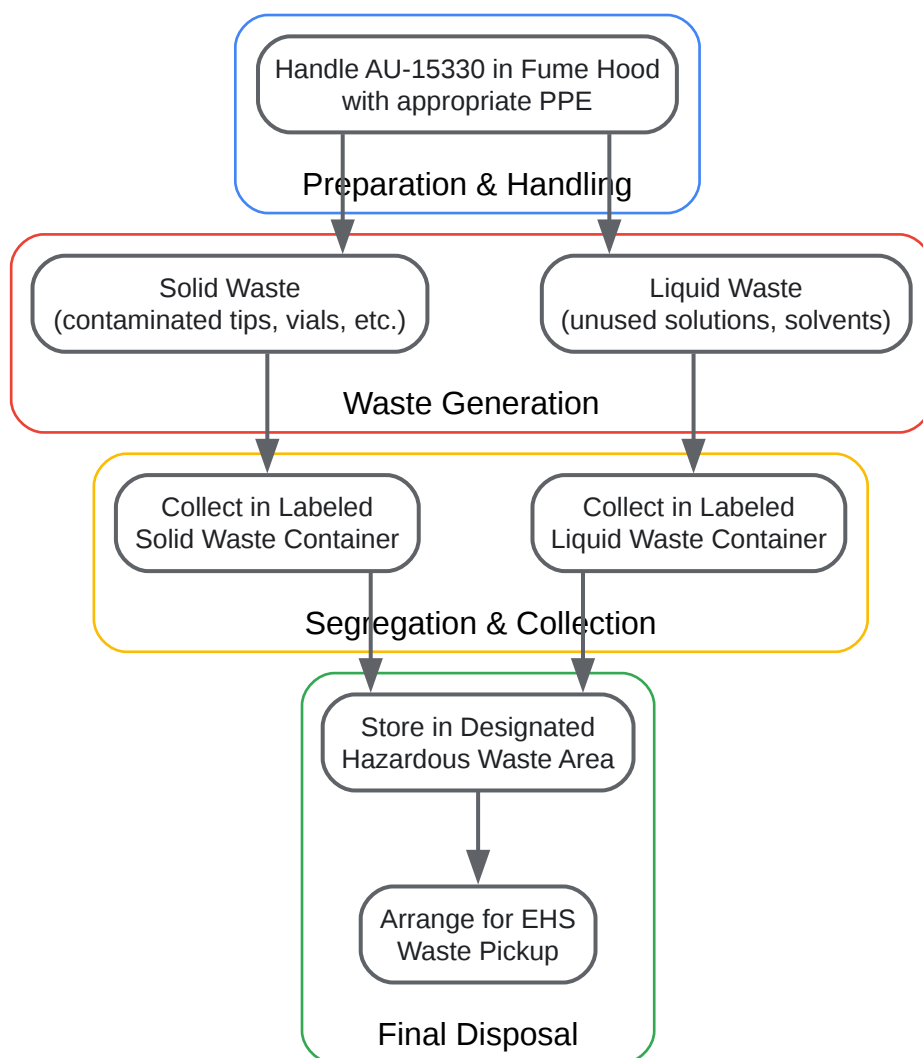 Handle AU-15330 in Fume Hood
with appropriate PPE
Preparation & Handling
Solid Waste
(contaminated tips, vials, etc.)
Liquid Waste
(unused solutions, solvents)
Waste Generation
Collect in Labeled
Solid Waste Container
Collect in Labeled
Liquid Waste Container
Segregation & Collection
Store in Designated
Hazardous Waste Area
Arrange for EHS
Waste Pickup
Final Disposal